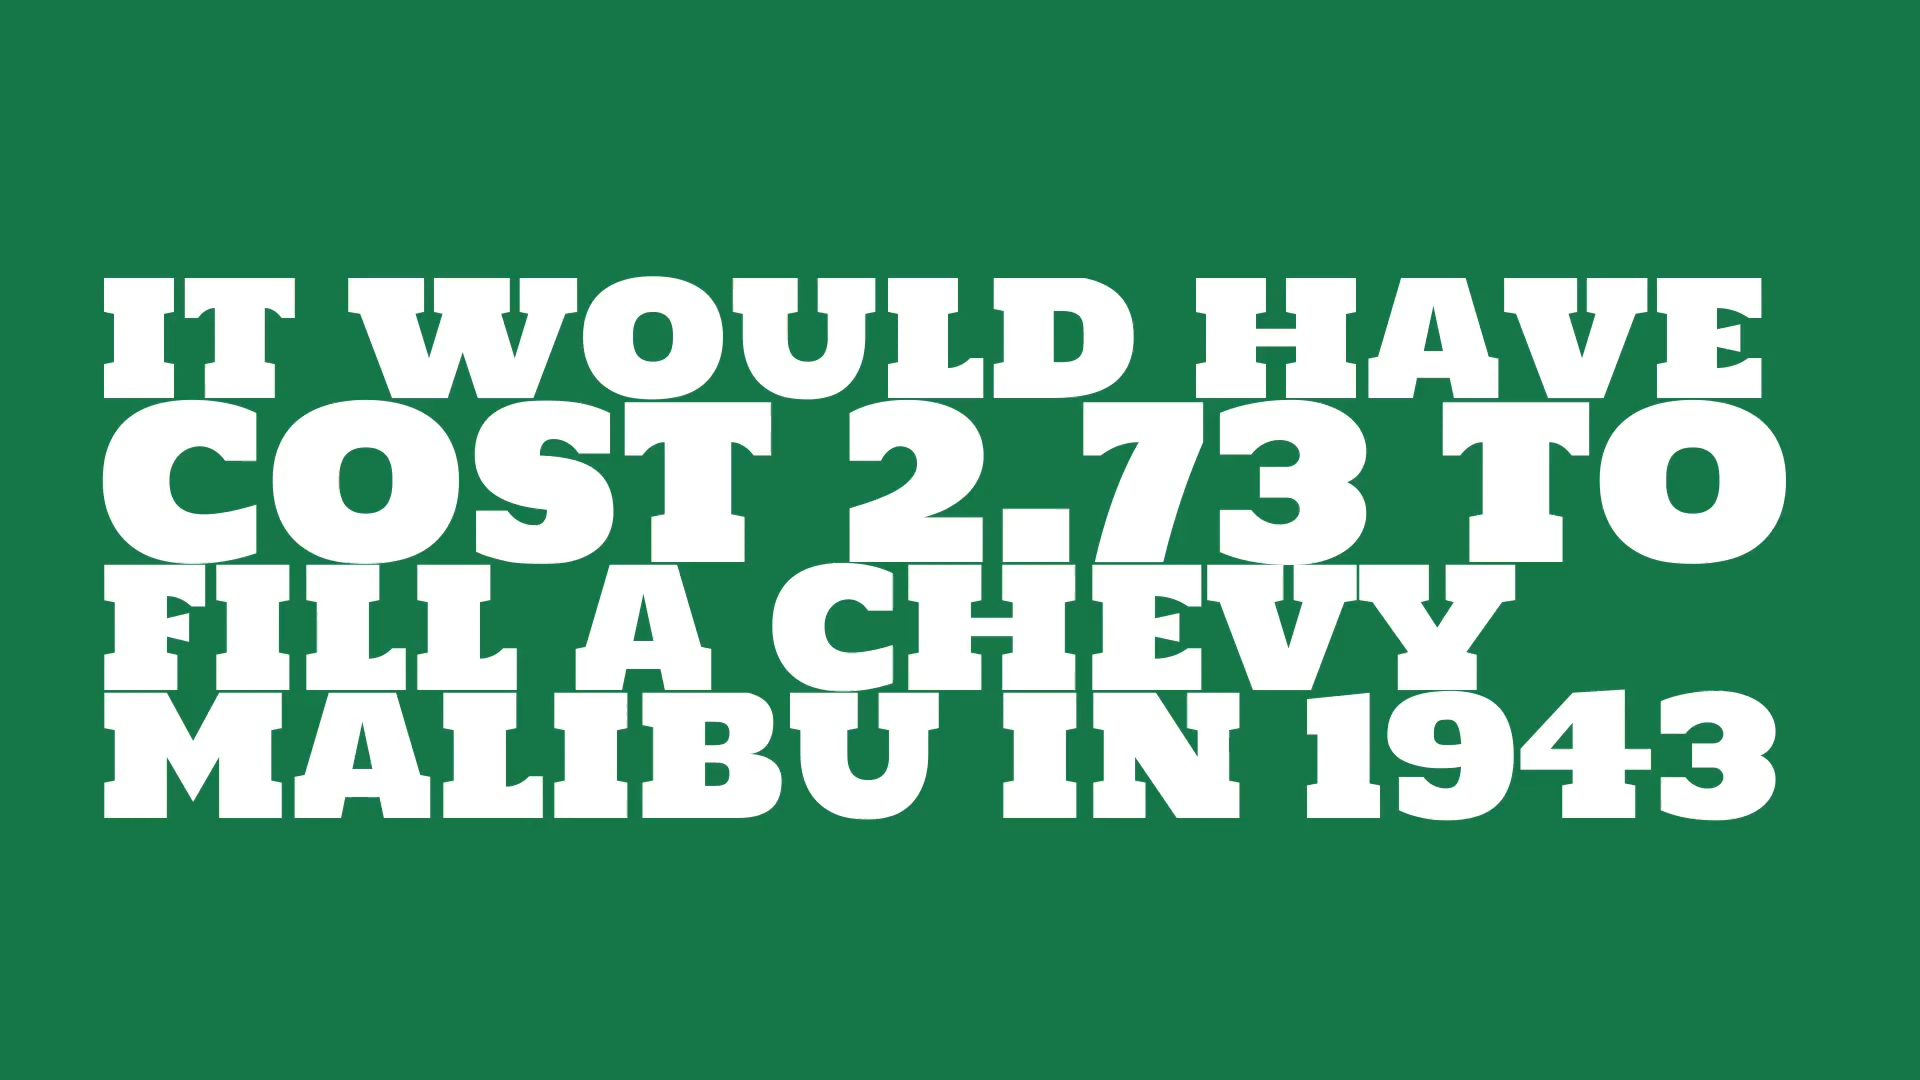 IT WOULD HAVE
COST 2.73 TO
FILL A CHEVY
MALIBU IN 1943